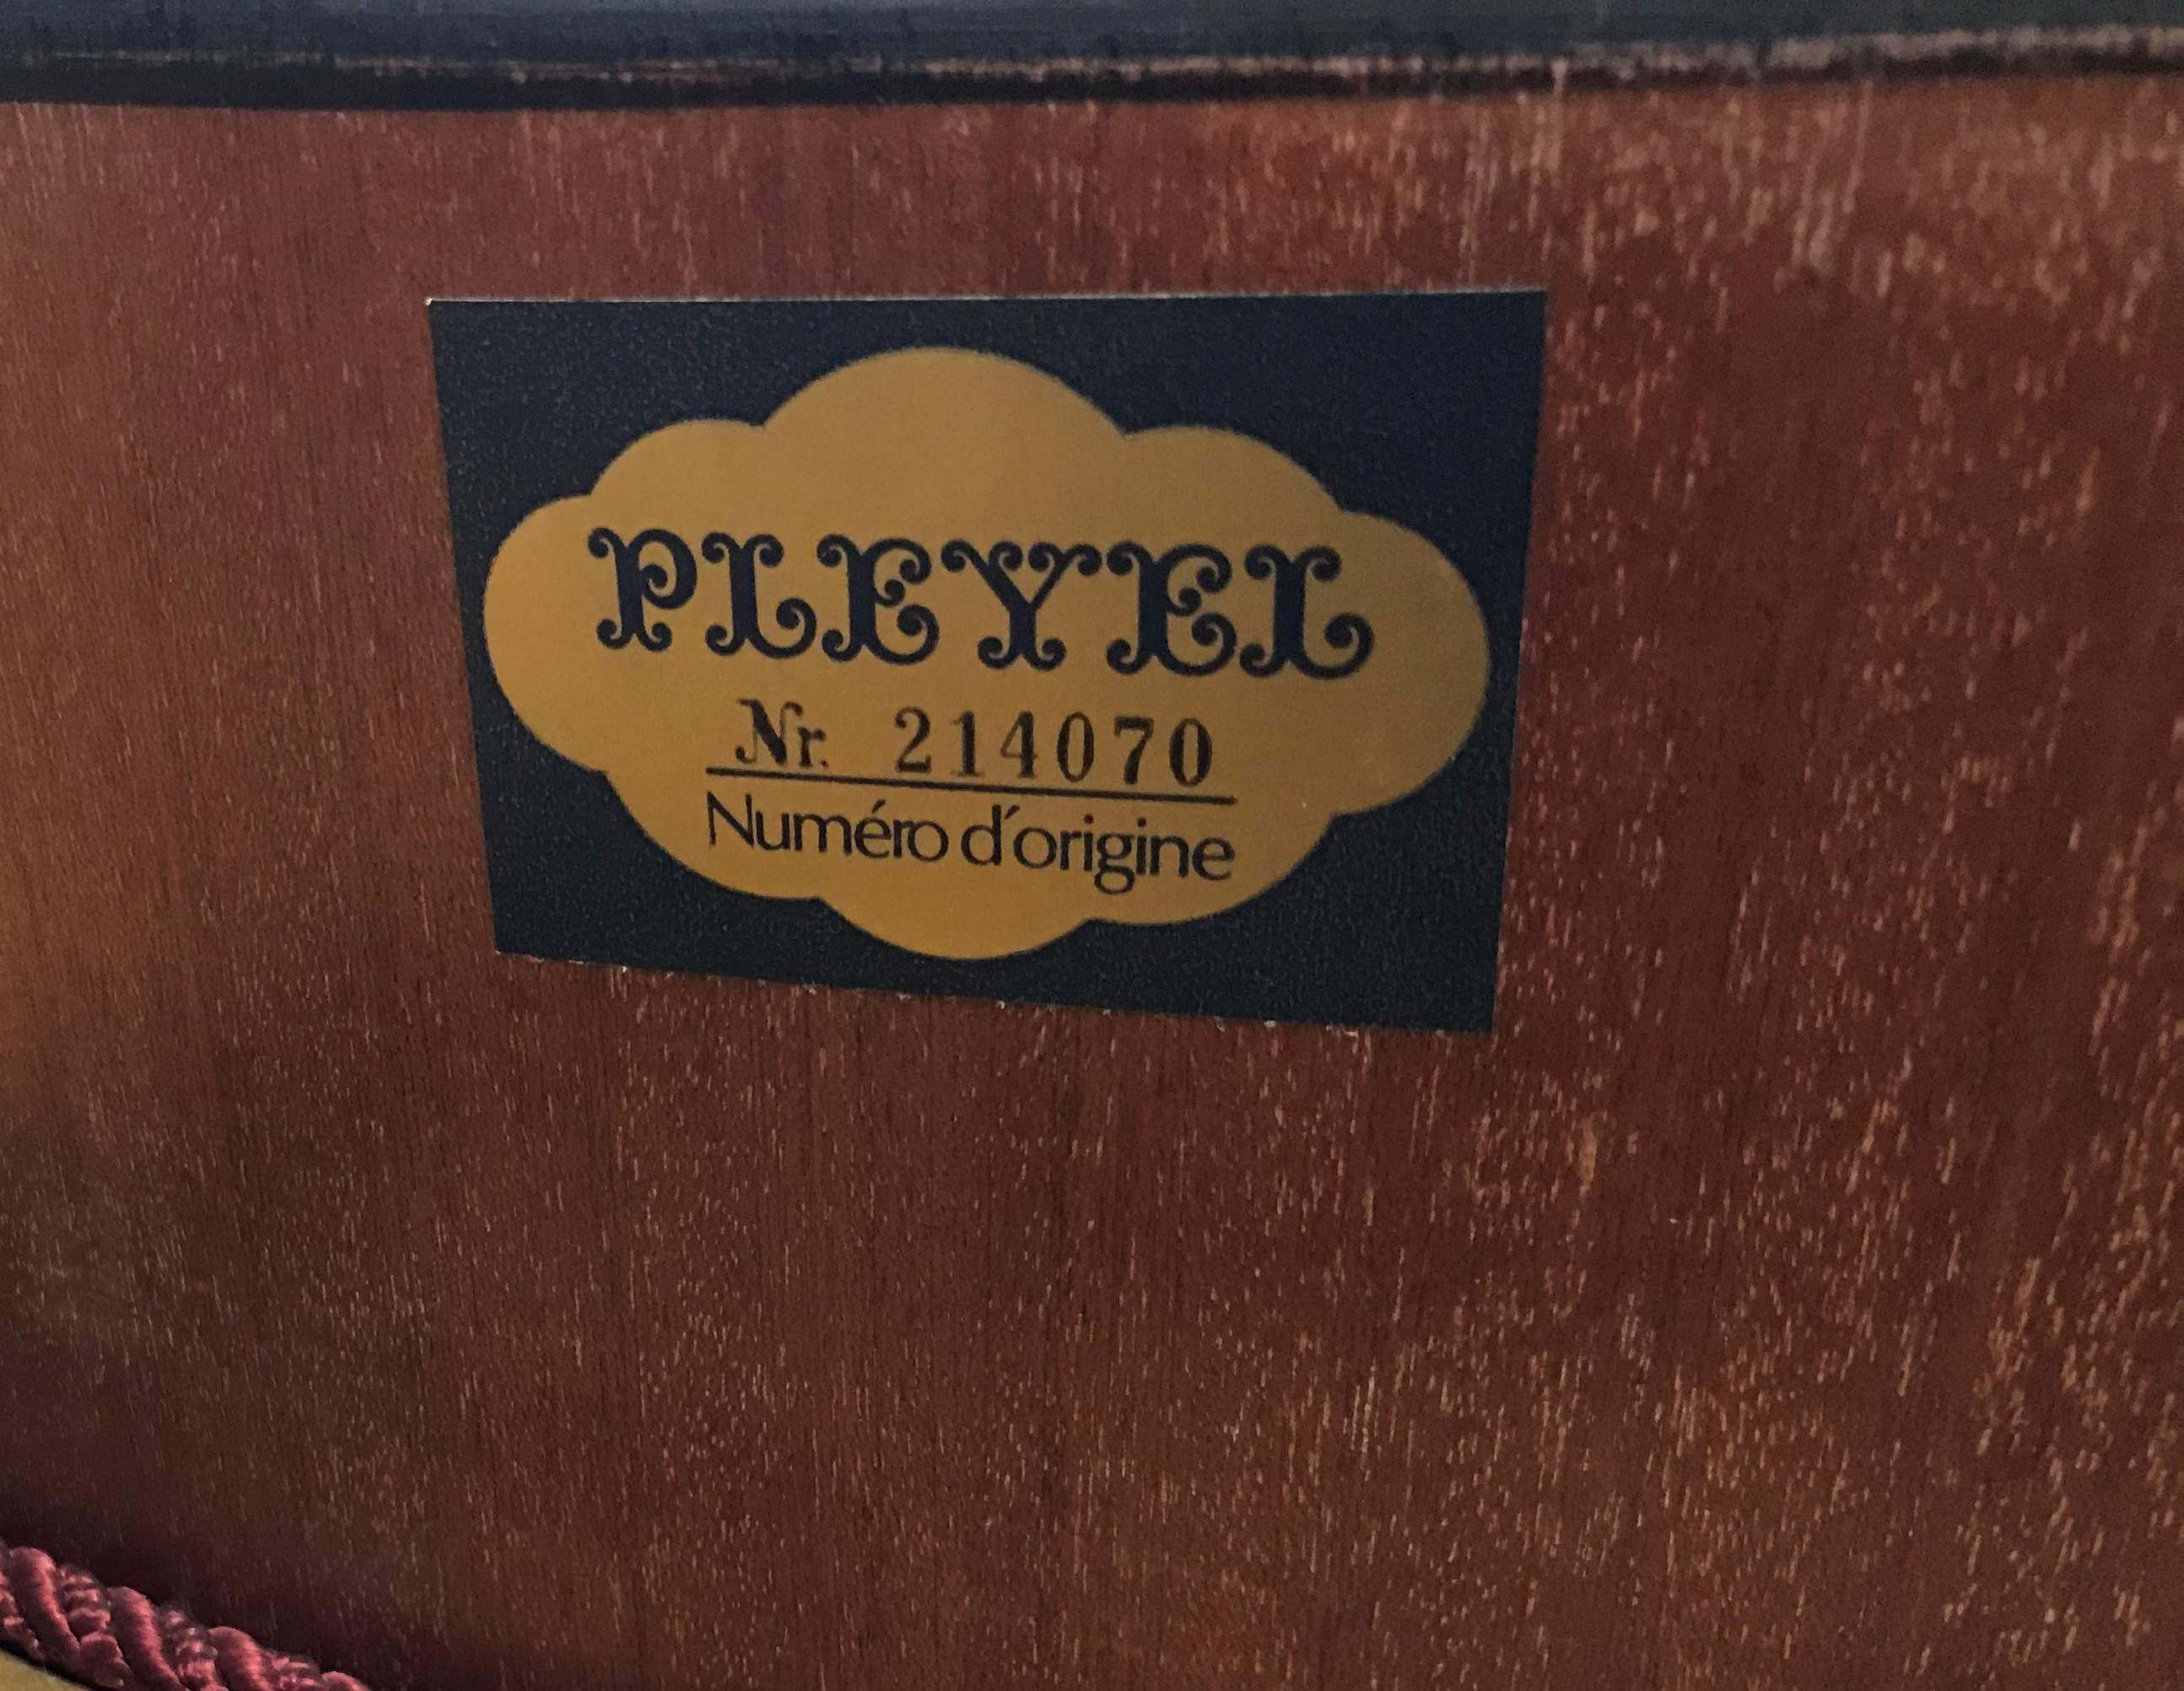 PLEYEL
Nr. 214070
Numéro d'origine